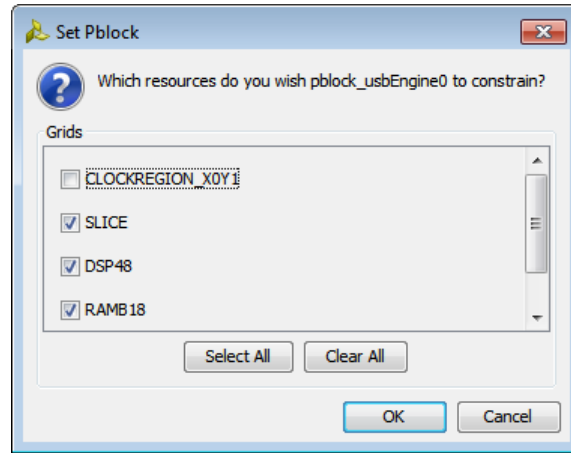 Set Pblock
Which resources do you wish pblock_usbEngine0 to constrain?
Grids
CLOCKREGION_X0Y1
SLICE
DSP48
RAMB18
Select All Clear All
OK Cancel